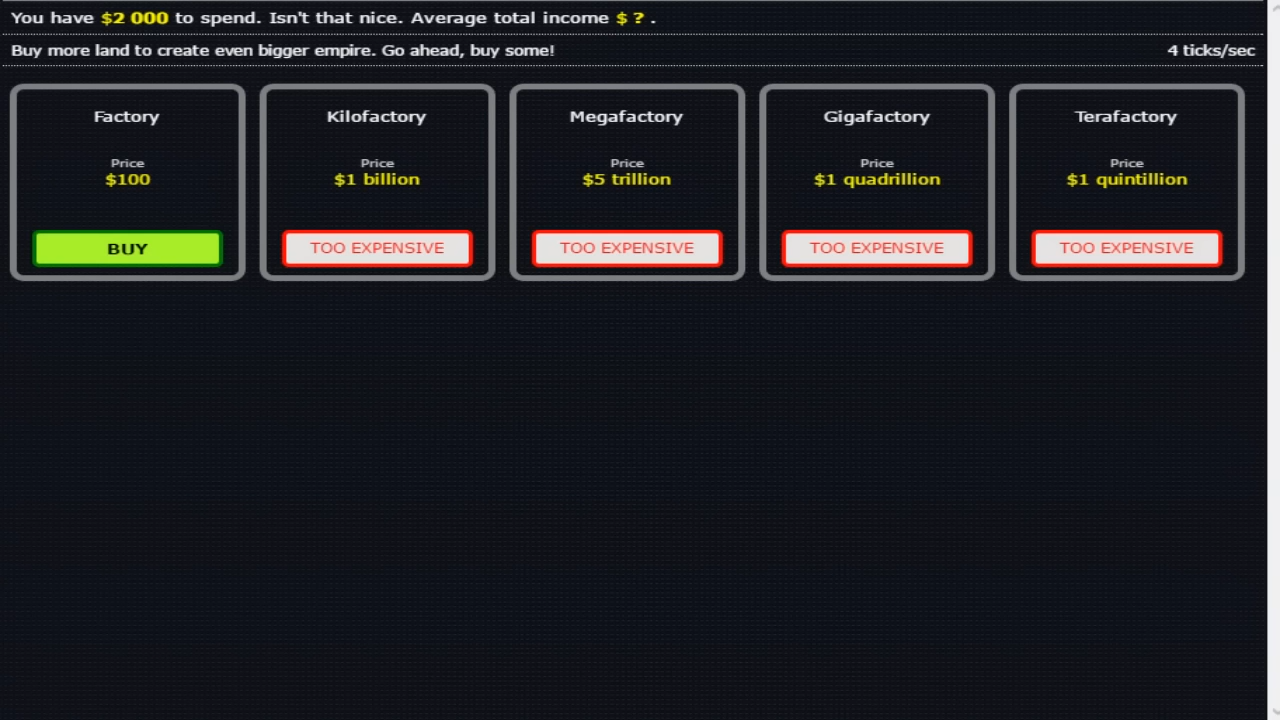 You have $2 000 to spend. Isn't that nice. Average total income $ ? .
Buy more land to create even bigger empire. Go ahead, buy some!
4 ticks/sec
Factory
Price
$100
BUY
Kilofactory
Price
$1 billion
TOO EXPENSIVE
Megafactory
Price
$5 trillion
TOO EXPENSIVE
Gigafactory
Price
$1 quadrillion
TOO EXPENSIVE
Terafactory
Price
$1 quintillion
TOO EXPENSIVE